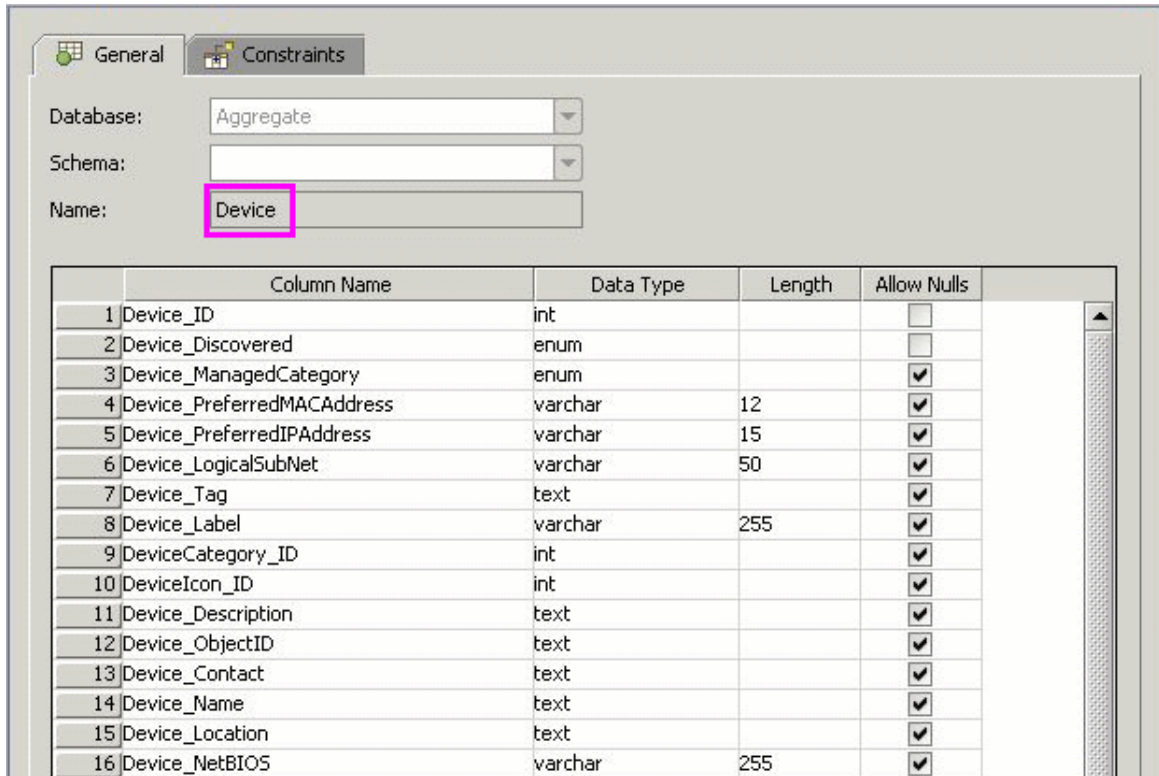 General Constraints
Database: Aggregate
Schema:
Name: Device
Column Name Data Type Length Allow Nulls
1 Device_ID int
2 Device_Discovered enum
3 Device_ManagedCategory enum
4 Device_PreferredMACAddress varchar 12
5 Device_PreferredIPAddress varchar 15
6 Device_LogicalSubNet varchar 50
7 Device_Tag text
8 Device_Label varchar 255
9 DeviceCategory_ID int
10 DeviceIcon_ID int
11 Device_Description text
12 Device_ObjectID text
13 Device_Contact text
14 Device_Name text
15 Device_Location text
16 Device_NetBIOS varchar 255